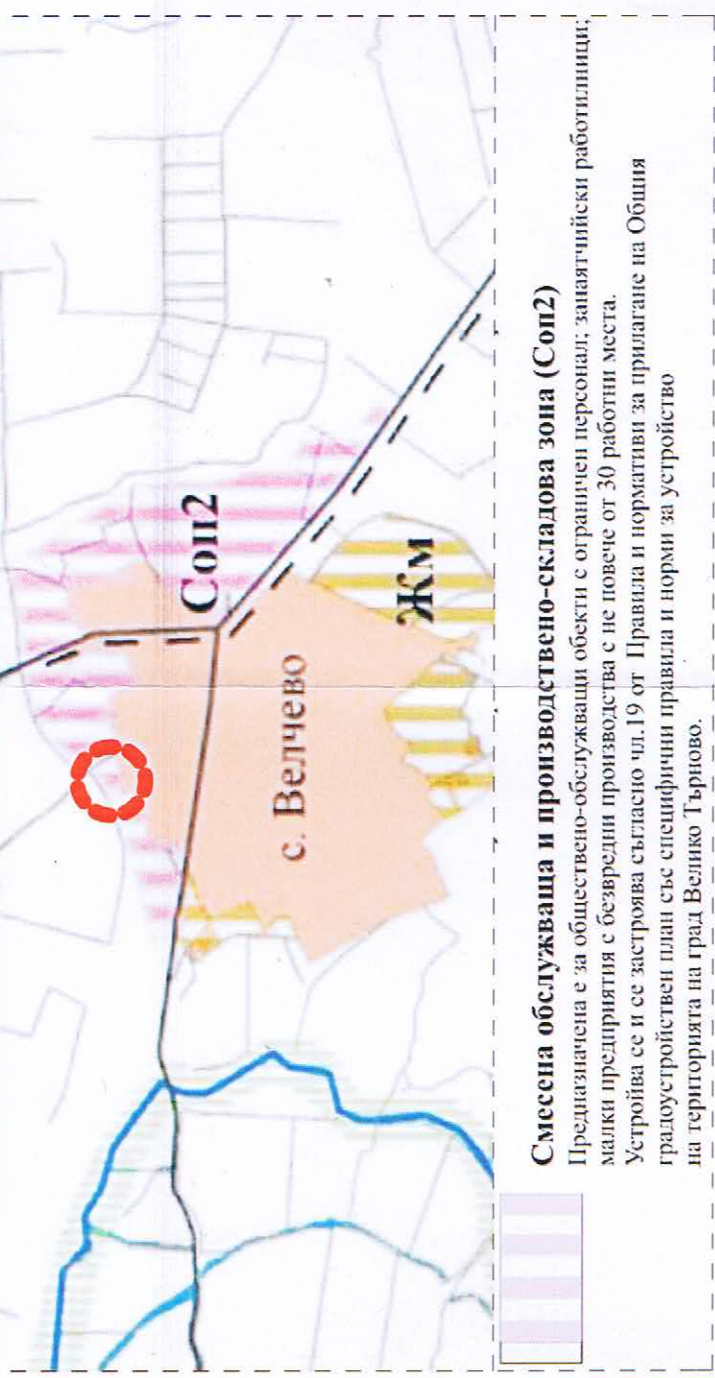 Соп2
с. Велчево
Жм
Смесена обслужваща и производствено-складова зона (Соп2)
Предназначена е за обществено-обслужващи обекти с ограничен персонал; занаятчийски работилници;
малки предприятия с безвредни производства с не повече от 30 работни места.
Устройва се и се застроява съгласно чл.19 от Правила и нормативи за прилагане на Общия
градоустройствен план със специфични правила и норми за устройство
на територията на град Велико Търново.